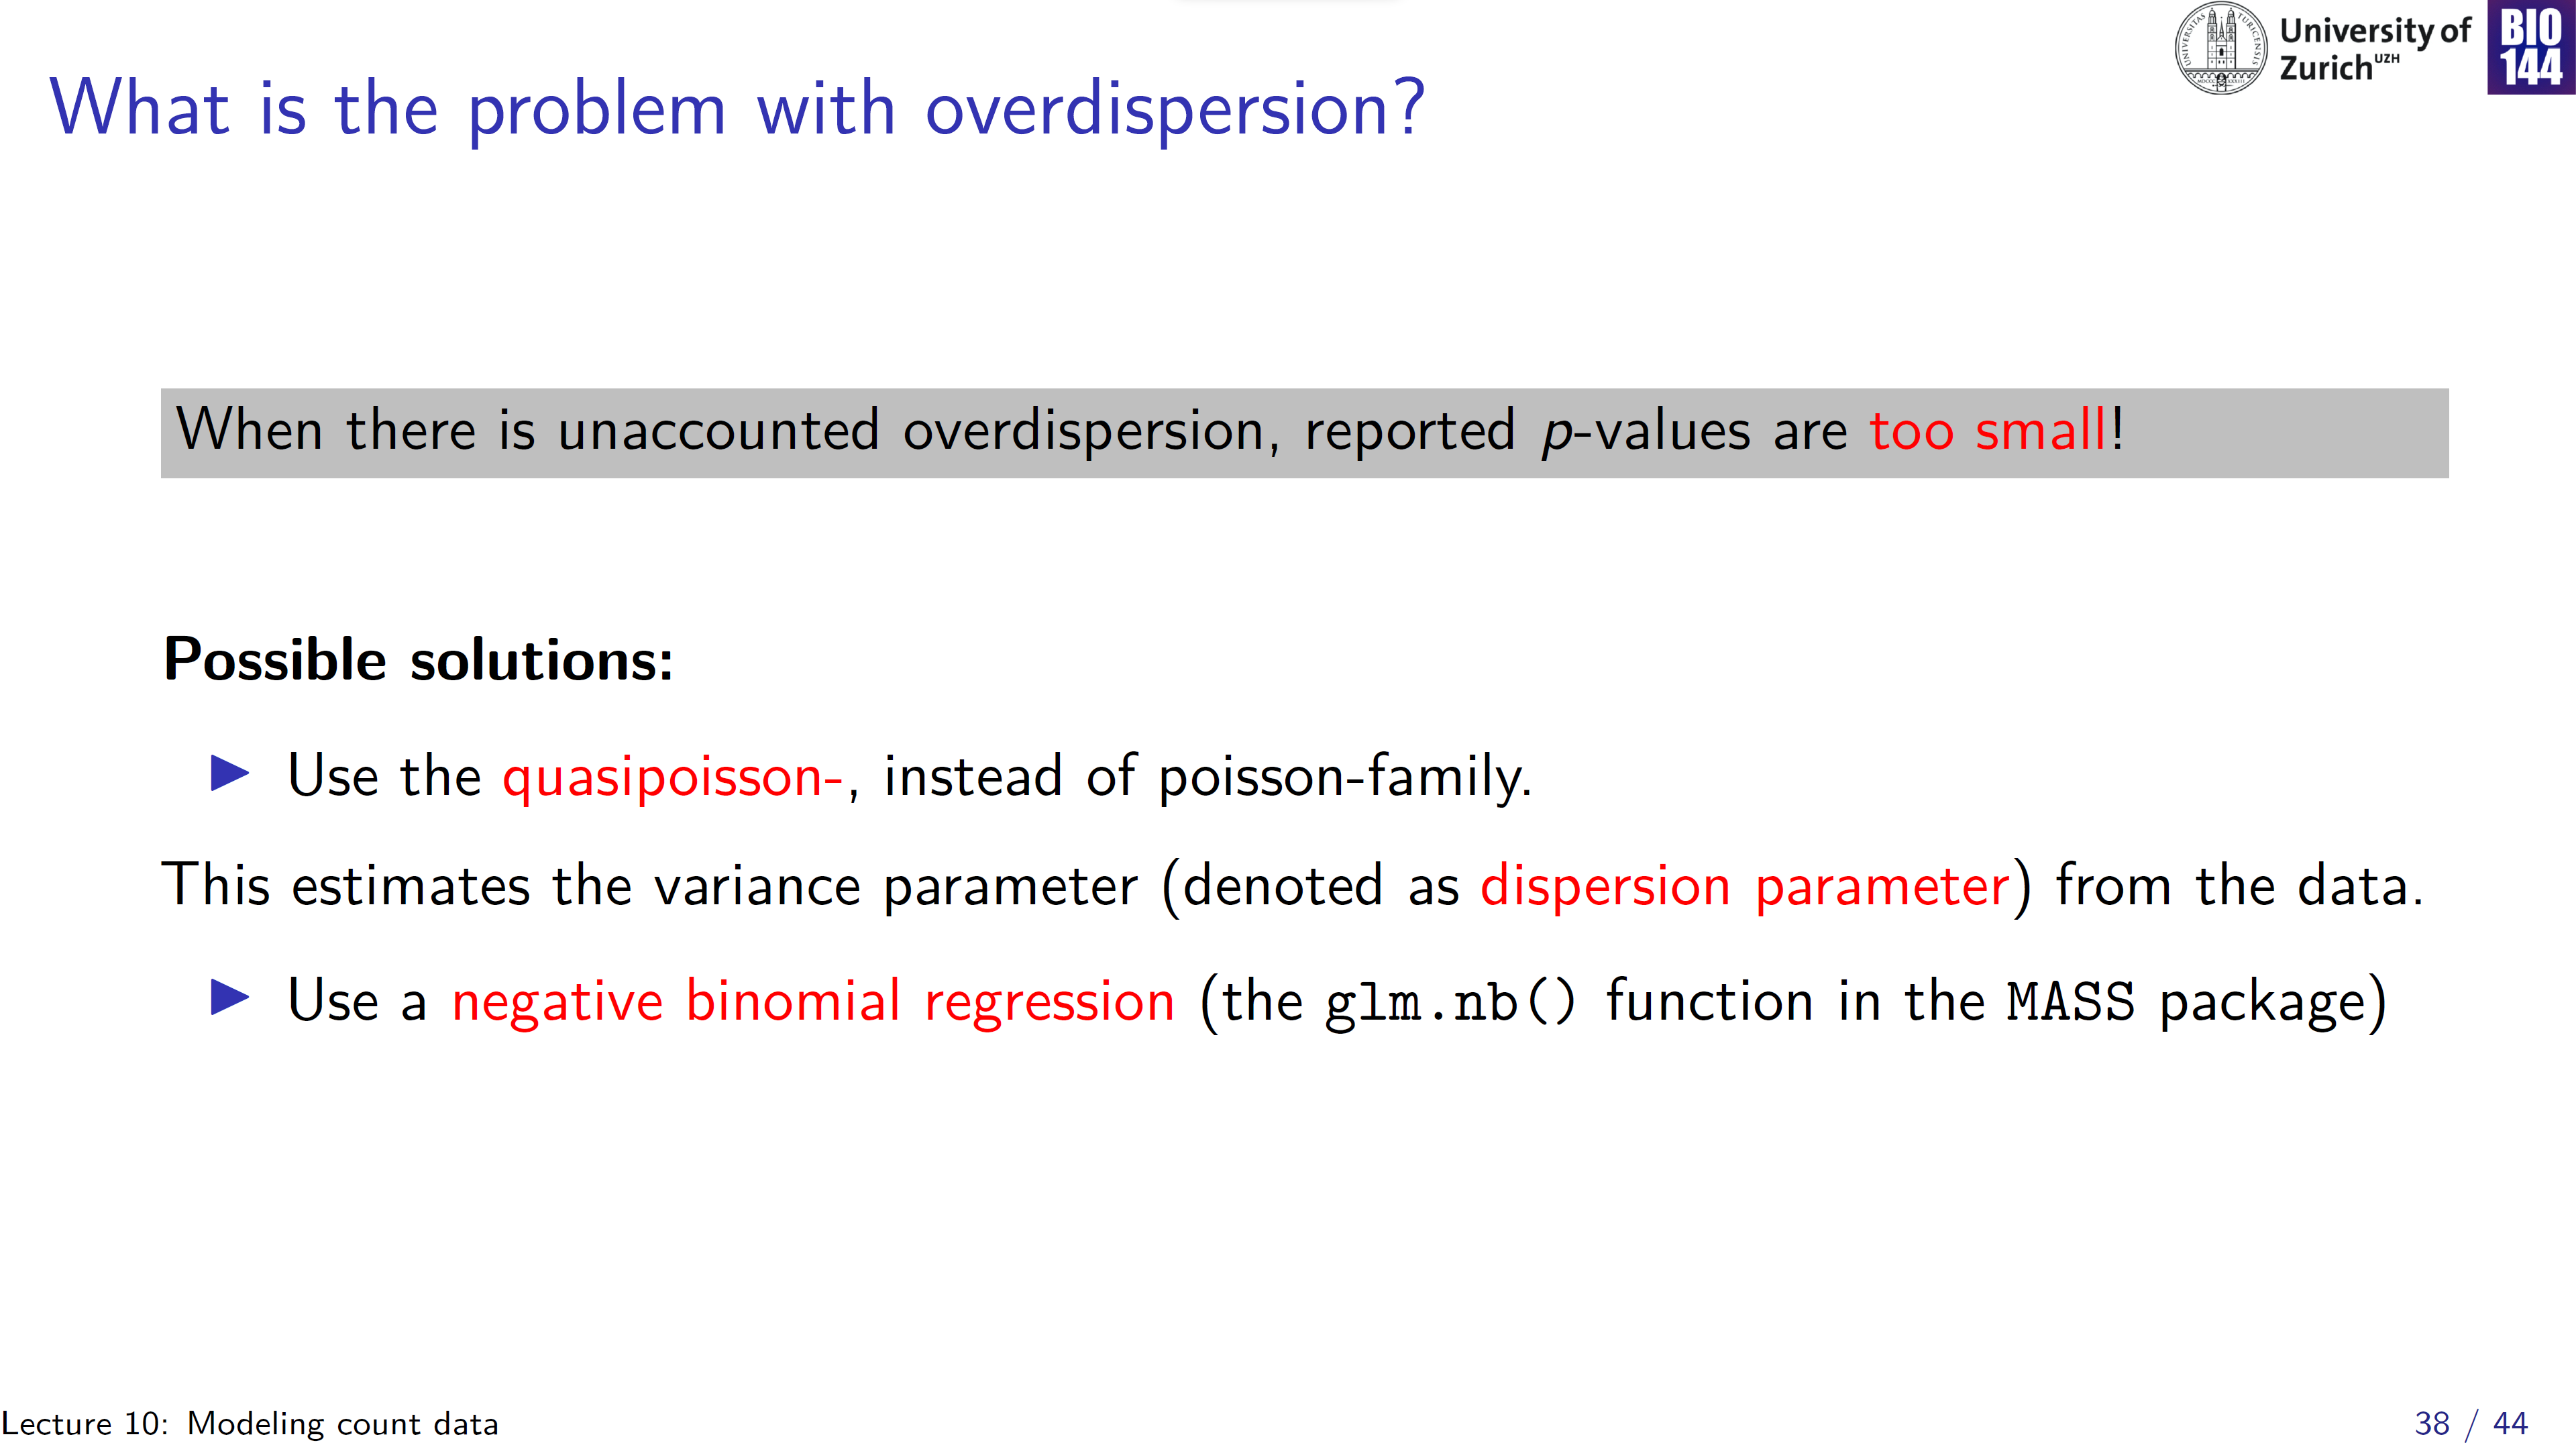 University of
Zurich UZH
BIO
144
What is the problem with overdispersion?
When there is unaccounted overdispersion, reported p-values are too small!
Possible solutions:
▶ Use the quasipoisson-, instead of poisson-family.
This estimates the variance parameter (denoted as dispersion parameter) from the data.
▶ Use a negative binomial regression (the glm.nb() function in the MASS package)
Lecture 10: Modeling count data
38 / 44